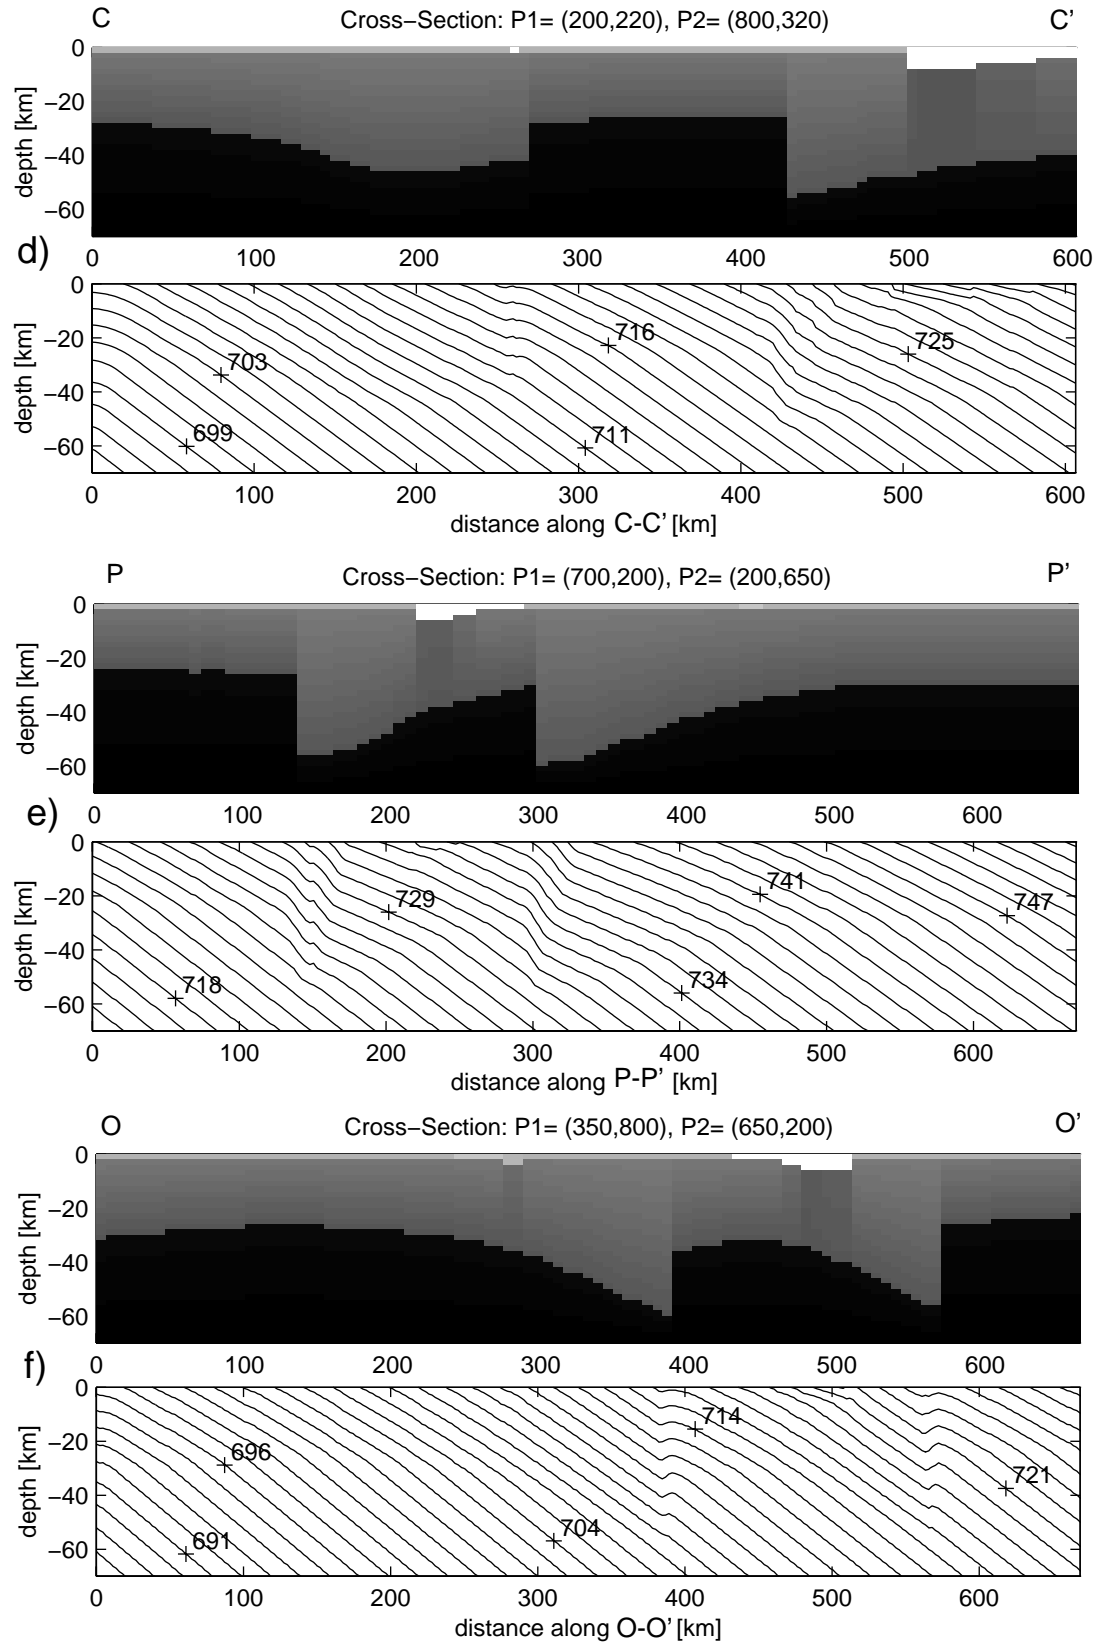 C Cross−Section: P1= (200,220), P2= (800,320) C’
0
−20
−40
−60
depth [km]
0 100 200 300 400 500 600
d)
0
−20
−40
−60
depth [km]
703
716
725
699
711
0 100 200 300 400 500 600
distance along C-C’ [km]
P Cross−Section: P1= (700,200), P2= (200,650) P’
0
−20
−40
−60
depth [km]
0 100 200 300 400 500 600
e)
0
−20
−40
−60
depth [km]
729
741
747
718
734
0 100 200 300 400 500 600
distance along P-P’ [km]
O Cross−Section: P1= (350,800), P2= (650,200) O’
0
−20
−40
−60
depth [km]
0 100 200 300 400 500 600
f)
0
−20
−40
−60
depth [km]
714
696
721
704
691
0 100 200 300 400 500 600
distance along O-O’ [km]